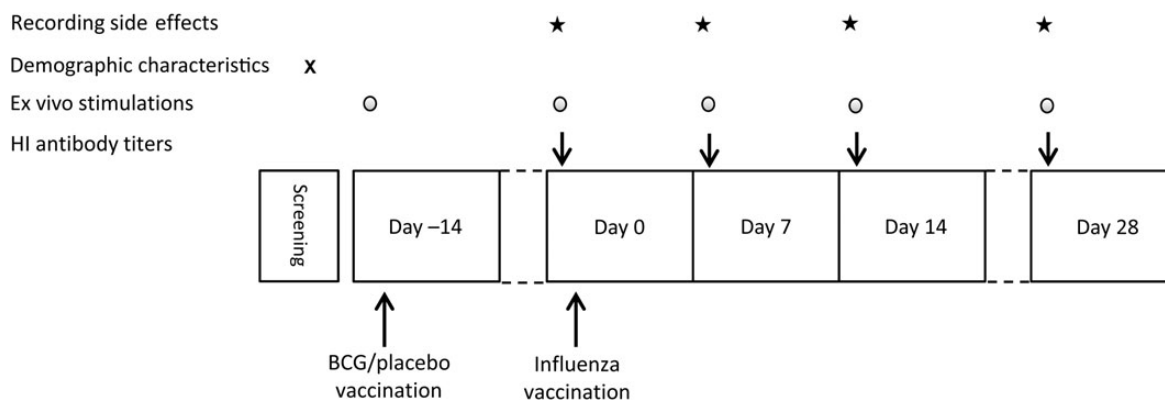 Recording side effects
Demographic characteristics x
Ex vivo stimulations
HI antibody titers
Screening
Day –14
Day 0
Day 7
Day 14
Day 28
BCG/placebo
vaccination
Influenza
vaccination